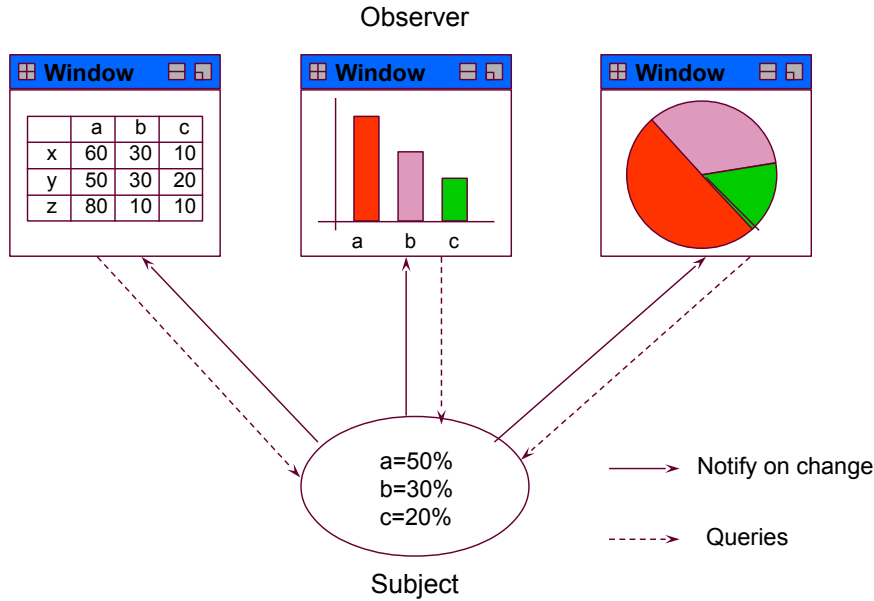 Observer
Window
a b c
x 60 30 10
y 50 30 20
z 80 10 10
Window
a b c
Window
a=50%
b=30%
c=20%
Subject
Notify on change
Queries